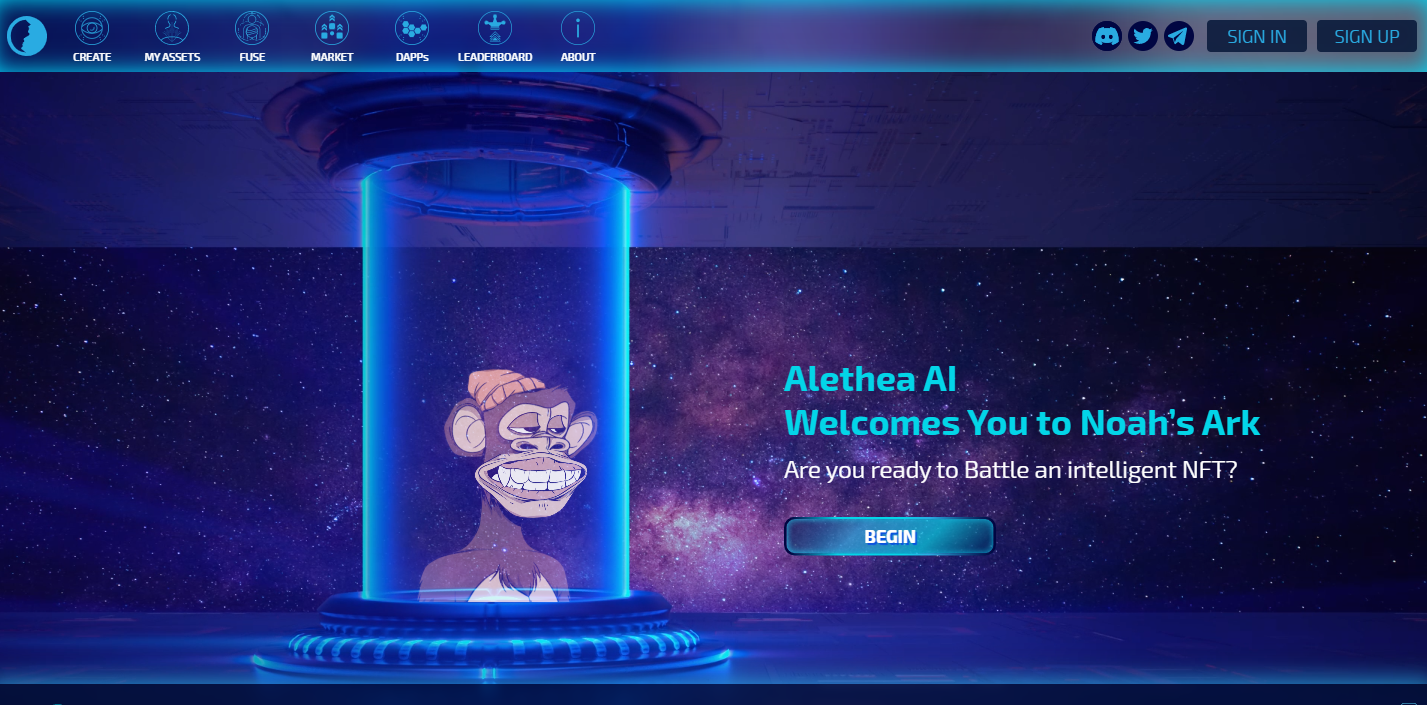 CREATE
MY ASSETS
FUSE
MARKET
DAPPs
LEADERBOARD
ABOUT
SIGN IN
SIGN UP
Alethea AI
Welcomes You to Noah's Ark
Are you ready to Battle an intelligent NFT?
BEGIN